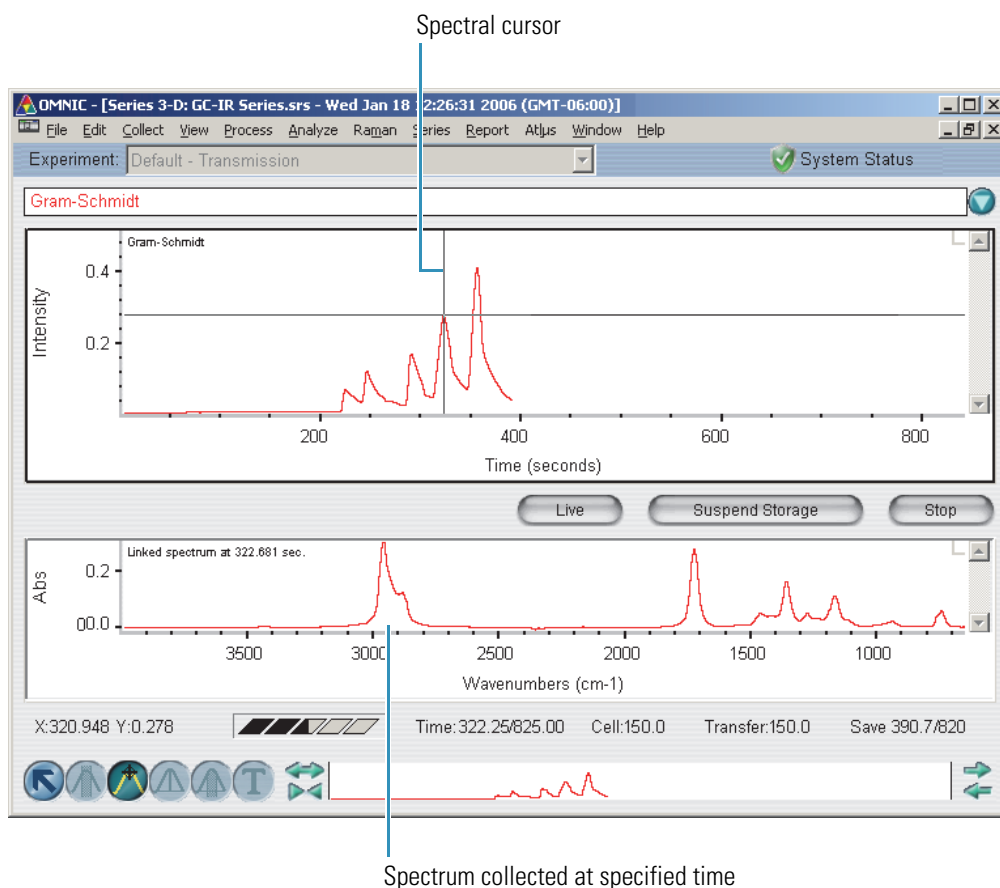 Spectral cursor
OMNIC - [Series 3-D: GC-IR Series.srs - Wed Jan 18 12:26:31 2006 (GMT-06:00)]
File Edit Collect View Process Analyze Raman Series Report Atlus Window Help
Experiment: Default - Transmission System Status
Gram-Schmidt
Gram-Schmidt
Intensity
0.4
0.2
200 400 600 800
Time (seconds)
Live Suspend Storage Stop
Linked spectrum at 322.681 sec.
Abs
0.2
00.0
3500 3000 2500 2000 1500 1000
Wavenumbers (cm-1)
X:320.948 Y:0.278 Time:322.25/825.00 Cell:150.0 Transfer:150.0 Save 390.7/820
T
Spectrum collected at specified time